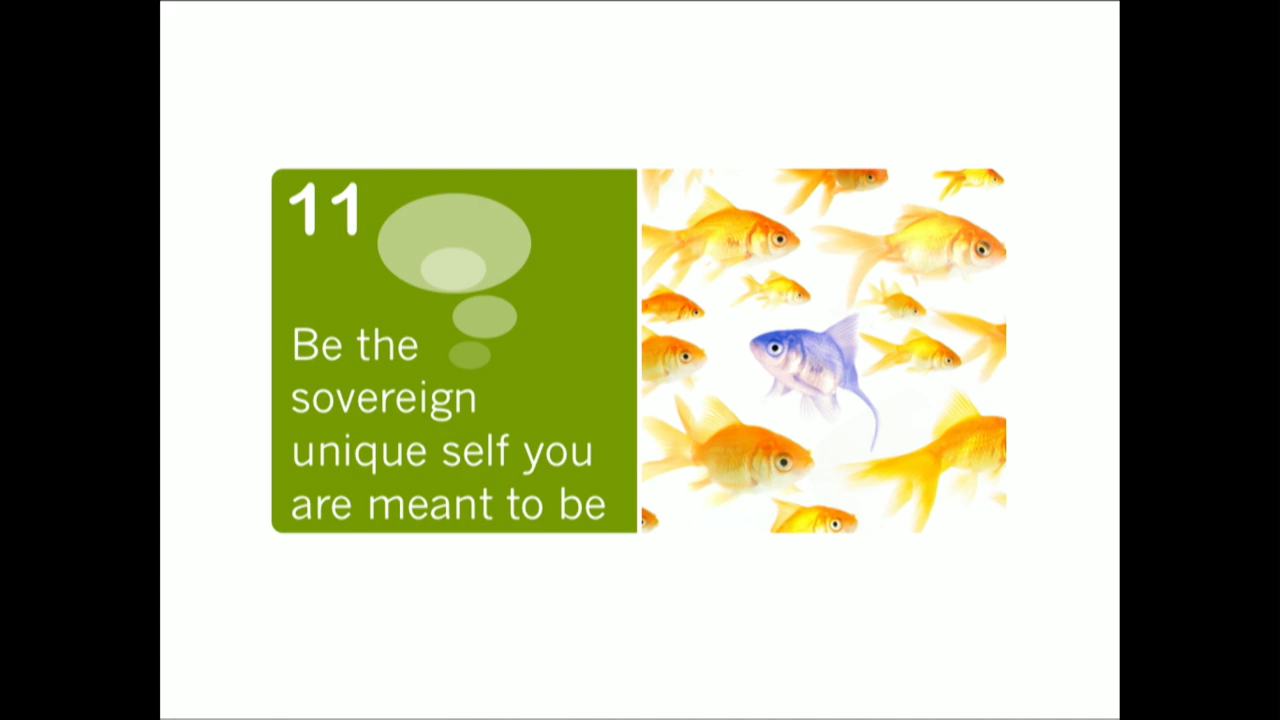 11
Be the
sovereign
unique self you
are meant to be